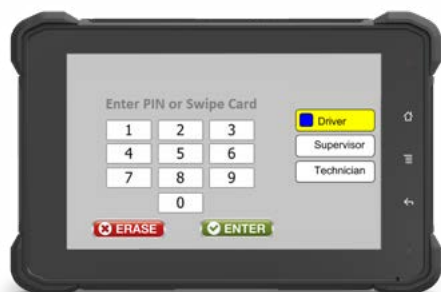 Enter PIN or Swipe Card
1 2 3
4 5 6
7 8 9
0
ERASE ENTER
Driver
Supervisor
Technician